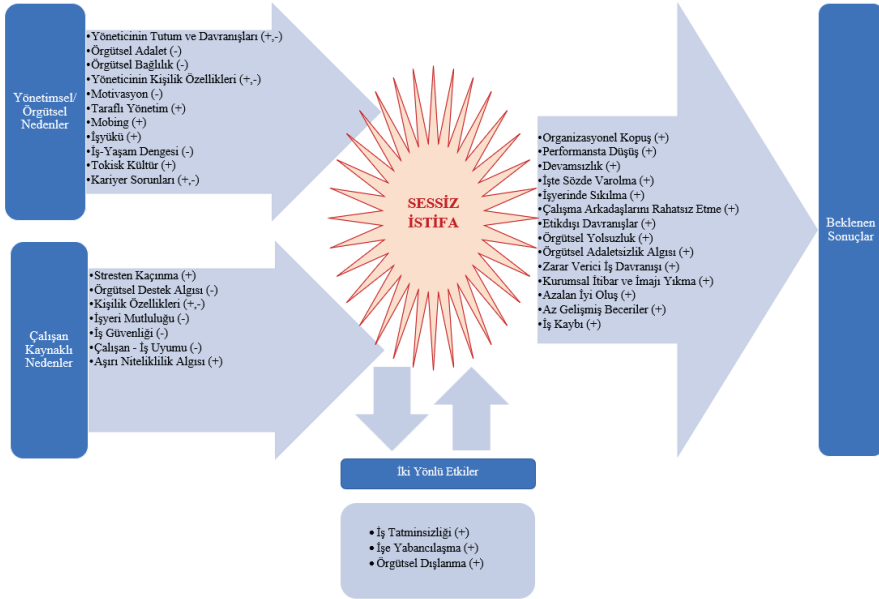 Yönetimsel/
Örgütsel
Nedenler
•Yöneticinin Tutum ve Davranışları (+,-)
•Örgütsel Adalet (-)
•Örgütsel Bağlılık (-)
•Yöneticinin Kişilik Özellikleri (+,-)
•Motivasyon (-)
•Taraflı Yönetim (+)
•Mobing (+)
•İşyükü (+)
•İş-Yaşam Dengesi (-)
•Tokisk Kültür (+)
•Kariyer Sorunları (+,-)
Çalışan
Kaynaklı
Nedenler
•Stresten Kaçınma (+)
•Örgütsel Destek Algısı (-)
•Kişilik Özellikleri (+,-)
•İşyeri Mutluluğu (-)
•İş Güvenliği (-)
•Çalışan - İş Uyumu (-)
•Aşırı Niteliklilik Algısı (+)
SESSİZ
İSTİFA
İki Yönlü Etkiler
• İş Tatminsizliği (+)
• İşe Yabancılaşma (+)
• Örgütsel Dışlanma (+)
•Organizasyonel Kopuş (+)
•Performansta Düşüş (+)
•Devamsızlık (+)
•İşte Sözde Varolma (+)
•İşyerinde Sıkılma (+)
•Çalışma Arkadaşlarını Rahatsız Etme (+)
•Etikdışı Davranışlar (+)
•Örgütsel Yolsuzluk (+)
•Örgütsel Adaletsizlik Algısı (+)
•Zarar Verici İş Davranışı (+)
•Kurumsal İtibar ve İmajı Yıkma (+)
•Azalan İyi Oluş (+)
•Az Gelişmiş Beceriler (+)
•İş Kaybı (+)
Beklenen
Sonuçlar